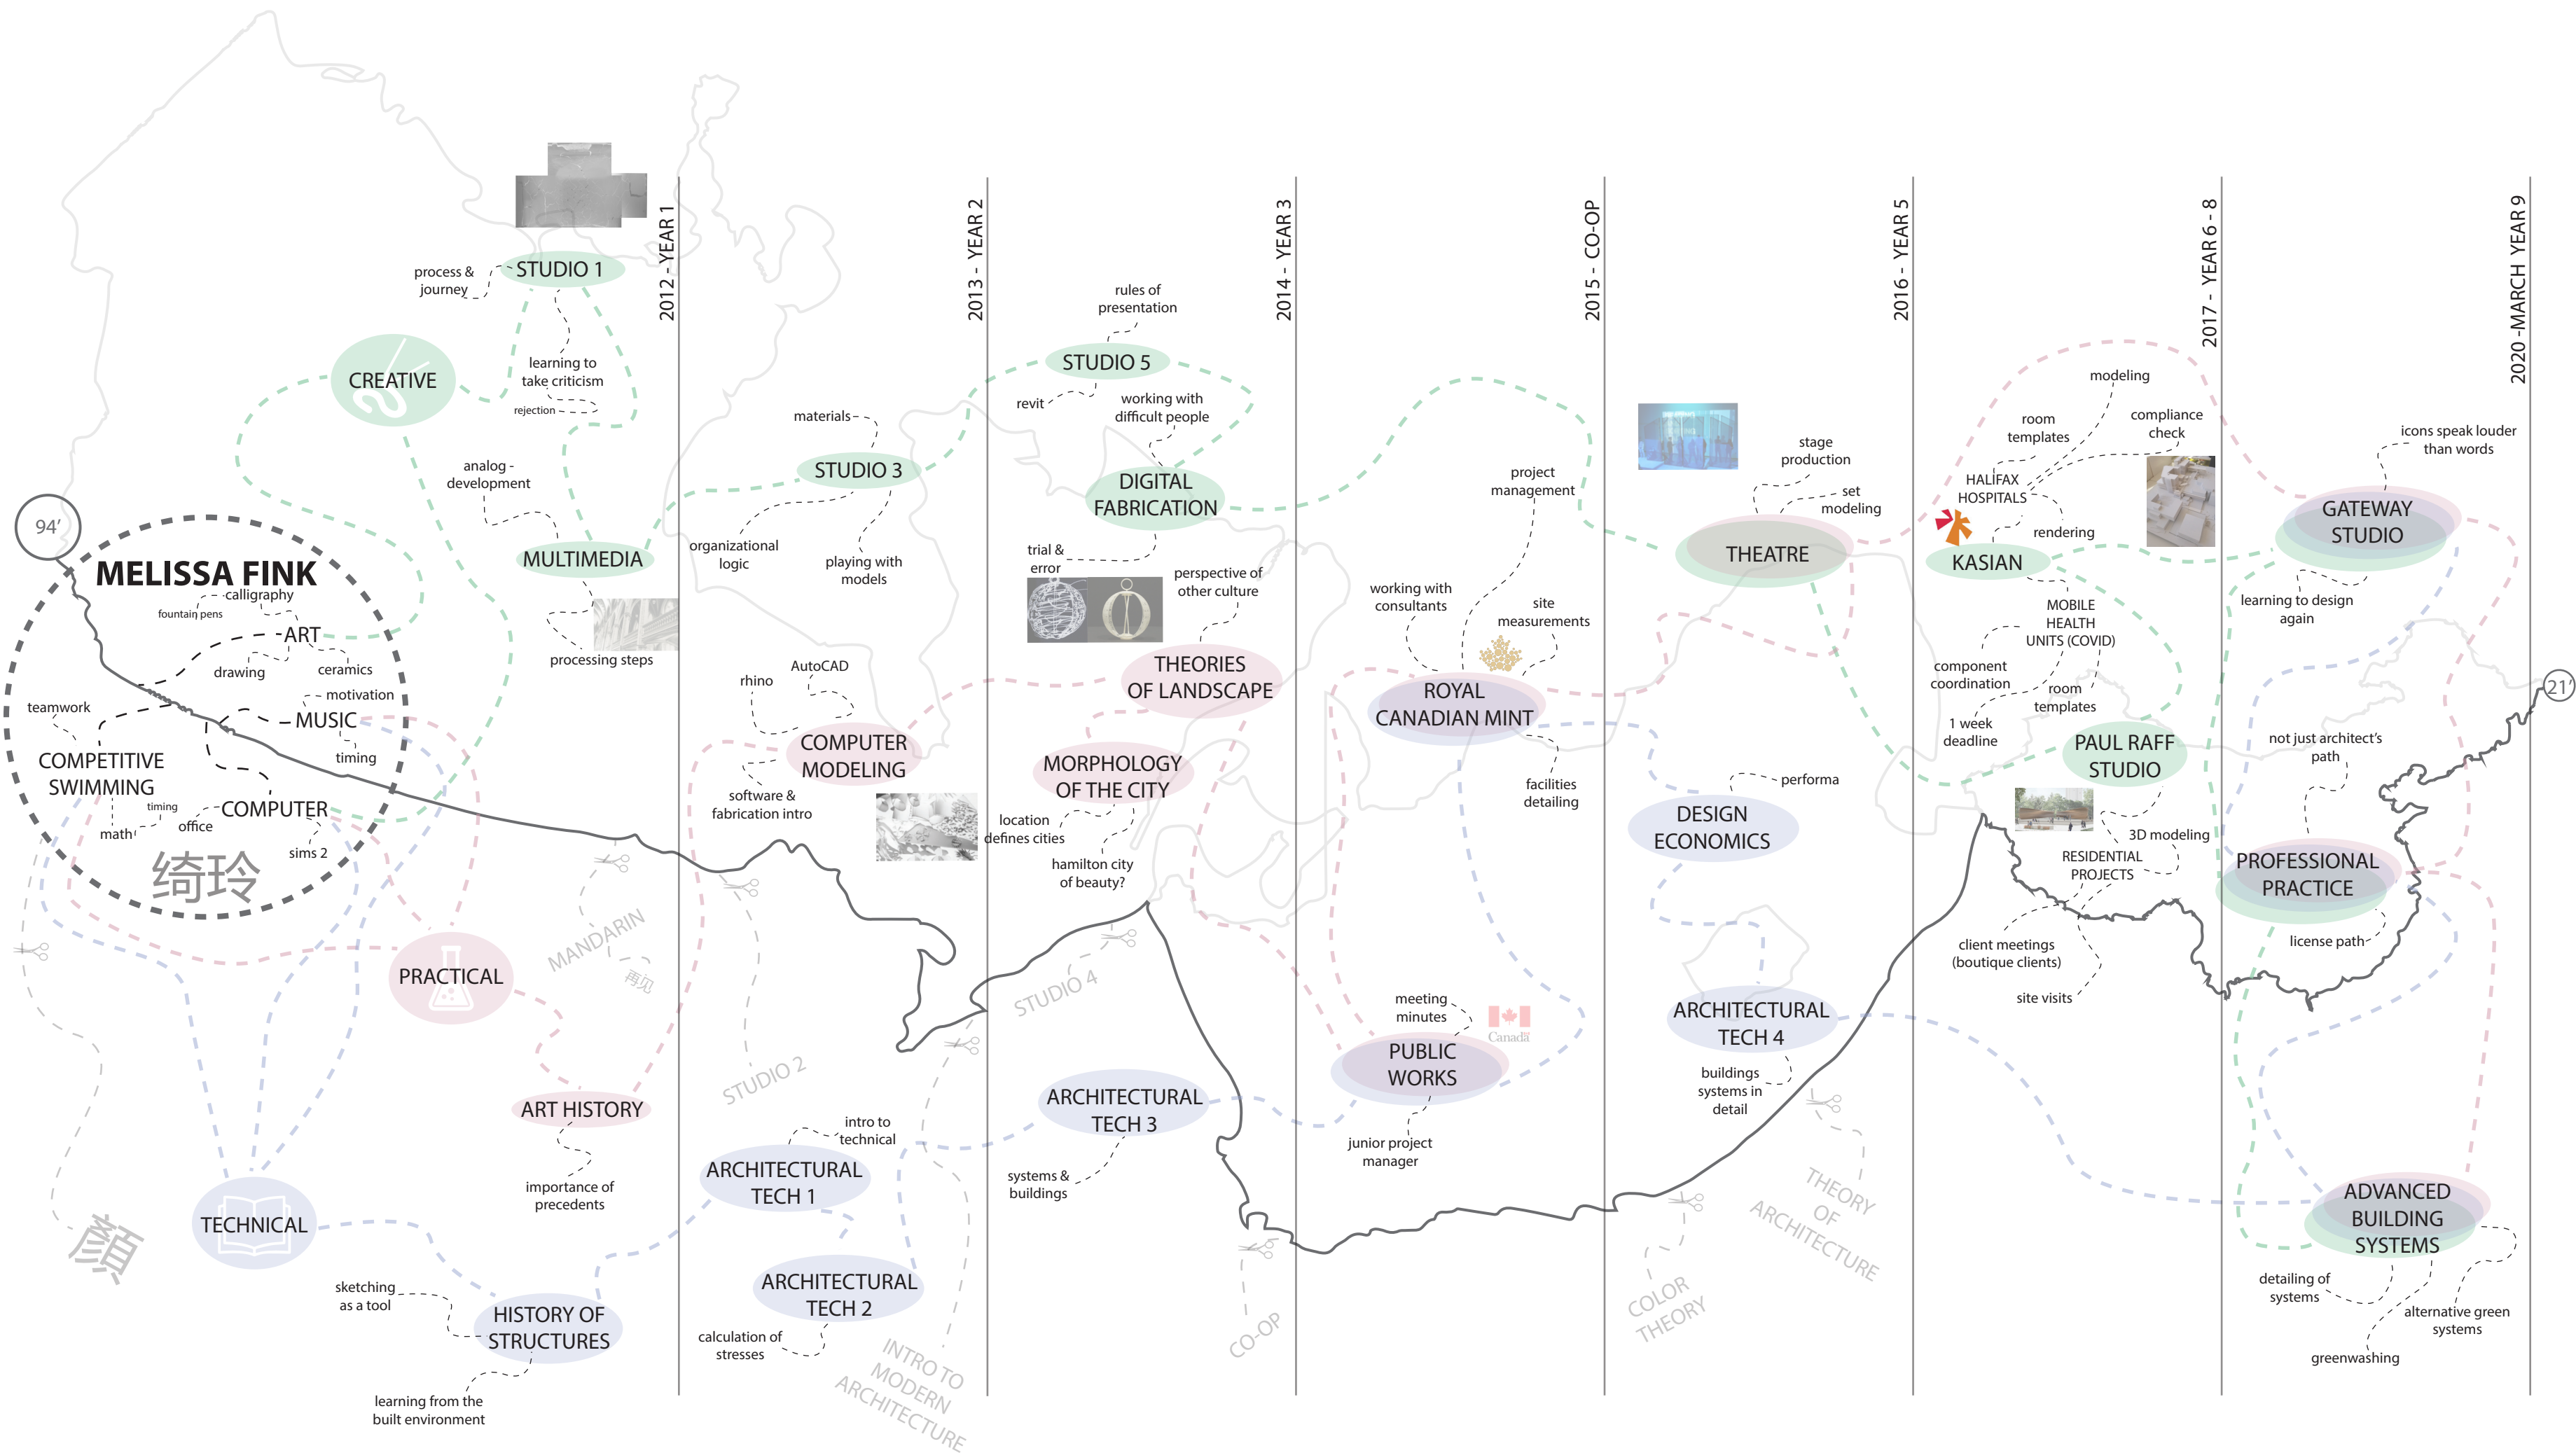 94'
MELISSA FINK
calligraphy
fountain pens
ART
drawing
ceramics
motivation
MUSIC
timing
teamwork
COMPETITIVE
SWIMMING
timing
math
office
COMPUTER
sims 2
绮玲
顏
CREATIVE
PRACTICAL
TECHNICAL
process &
journey
STUDIO 1
learning to
take criticism
rejection
analog -
development
MULTIMEDIA
processing steps
MANDARIN
再见
ART HISTORY
importance of
precedents
sketching
as a tool
HISTORY OF
STRUCTURES
learning from the
built environment
2012 - YEAR 1
materials
STUDIO 3
organizational
logic
playing with
models
AutoCAD
rhino
COMPUTER
MODELING
software &
fabrication intro
STUDIO 2
intro to
technical
ARCHITECTURAL
TECH 1
ARCHITECTURAL
TECH 2
calculation of
stresses
INTRO TO
MODERN
ARCHITECTURE
2013 - YEAR 2
rules of
presentation
STUDIO 5
revit
working with
difficult people
DIGITAL
FABRICATION
trial &
error
perspective of
other culture
THEORIES
OF LANDSCAPE
MORPHOLOGY
OF THE CITY
location
defines cities
hamilton city
of beauty?
STUDIO 4
ARCHITECTURAL
TECH 3
systems &
buildings
CO-OP
2014 - YEAR 3
project
management
working with
consultants
site
measurements
ROYAL
CANADIAN MINT
facilities
detailing
meeting
minutes
Canada
PUBLIC
WORKS
junior project
manager
2015 - CO-OP
stage
production
set
modeling
THEATRE
performa
DESIGN
ECONOMICS
ARCHITECTURAL
TECH 4
buildings
systems in
detail
COLOR
THEORY
THEORY
OF
ARCHITECTURE
2016 - YEAR 5
modeling
room
templates
compliance
check
HALIFAX
HOSPITALS
rendering
KASIAN
MOBILE
HEALTH
UNITS (COVID)
component
coordination
room
templates
1 week
deadline
PAUL RAFF
STUDIO
3D modeling
RESIDENTIAL
PROJECTS
client meetings
(boutique clients)
site visits
2017 - YEAR 6 - 8
icons speak louder
than words
GATEWAY
STUDIO
learning to design
again
not just architect's
path
PROFESSIONAL
PRACTICE
license path
ADVANCED
BUILDING
SYSTEMS
detailing of
systems
alternative green
systems
greenwashing
2020 -MARCH YEAR 9
21'